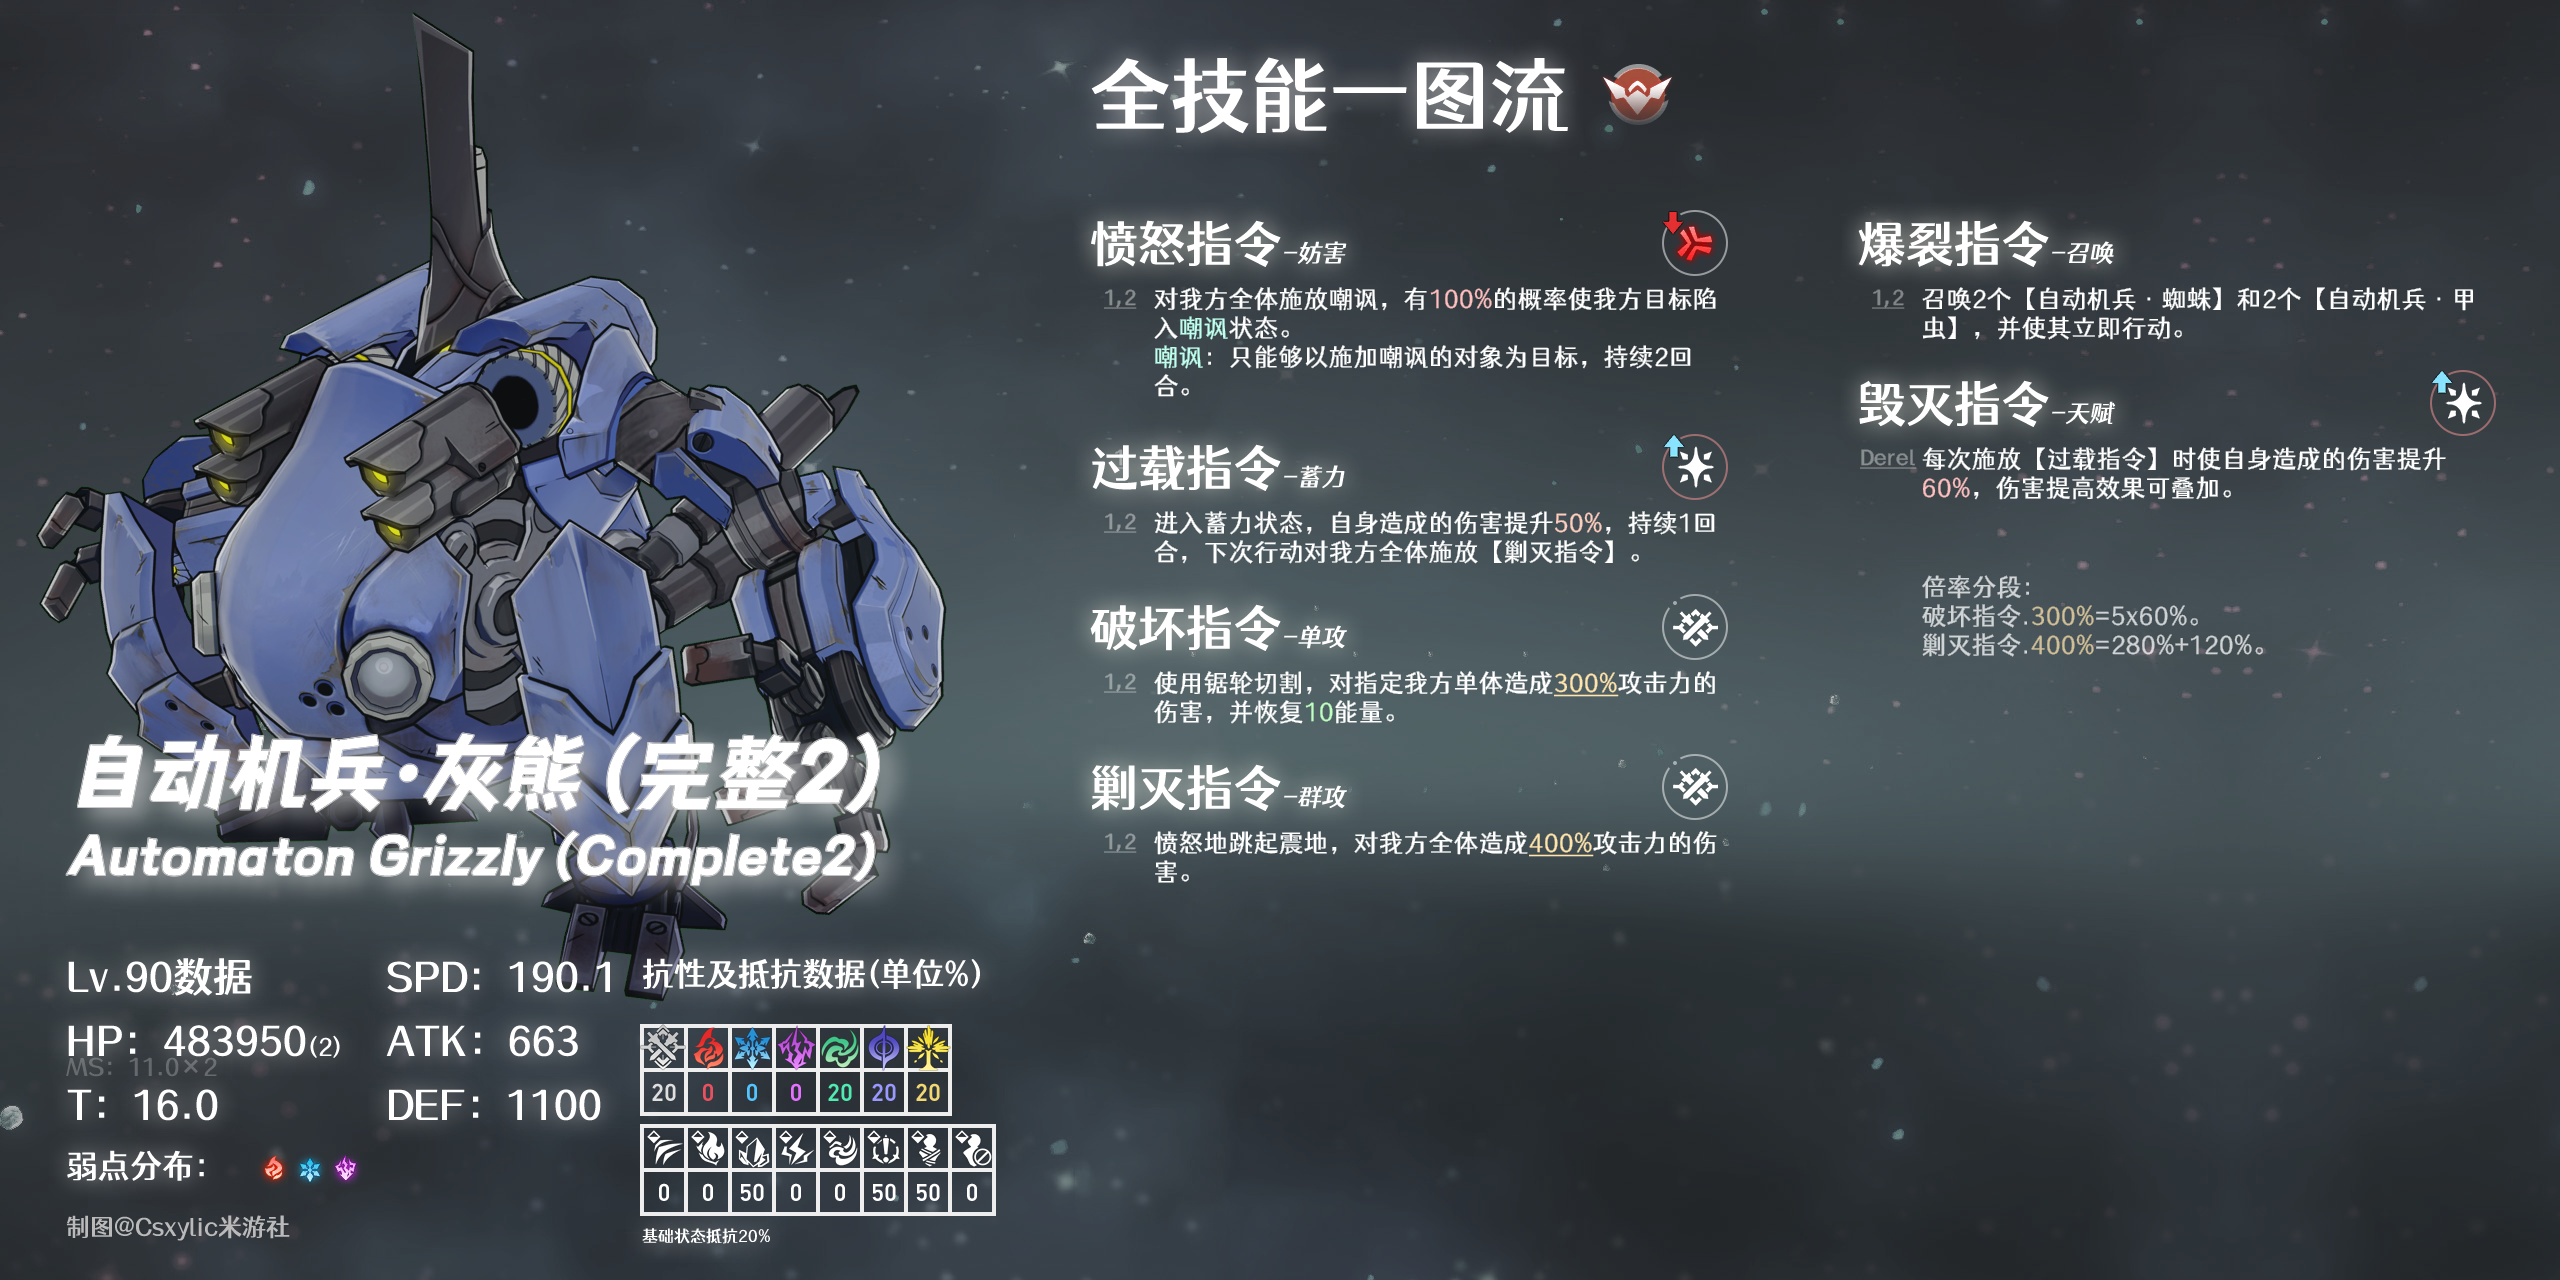 全技能一图流
愤怒指令-妨害
1,2 对我方全体施放嘲讽，有100%的概率使我方目标陷
入嘲讽状态。
嘲讽：只能够以施加嘲讽的对象为目标，持续2回
合。
过载指令-蓄力
1,2 进入蓄力状态，自身造成的伤害提升50%，持续1回
合，下次行动对我方全体施放【剿灭指令】。
破坏指令-单攻
1,2 使用锯轮切割，对指定我方单体造成300%攻击力的
伤害，并恢复10能量。
剿灭指令-群攻
1,2 愤怒地跳起震地，对我方全体造成400%攻击力的伤
害。
爆裂指令-召唤
1,2 召唤2个【自动机兵·蜘蛛】和2个【自动机兵·甲
虫】，并使其立即行动。
毁灭指令-天赋
Derel 每次施放【过载指令】时使自身造成的伤害提升
60%，伤害提高效果可叠加。
倍率分段：
破坏指令.300%=5x60%。
剿灭指令.400%=280%+120%。
自动机兵·灰熊（完整2）
Automaton Grizzly (Complete2)
Lv.90数据 SPD：190.1
HP：483950(2) ATK：663
MS：11.0×2
T：16.0 DEF：1100
弱点分布：
制图@Csxylic米游社
抗性及抵抗数据(单位%)
20 0 0 0 20 20 20
0 0 50 0 0 50 50 0
基础状态抵抗20%